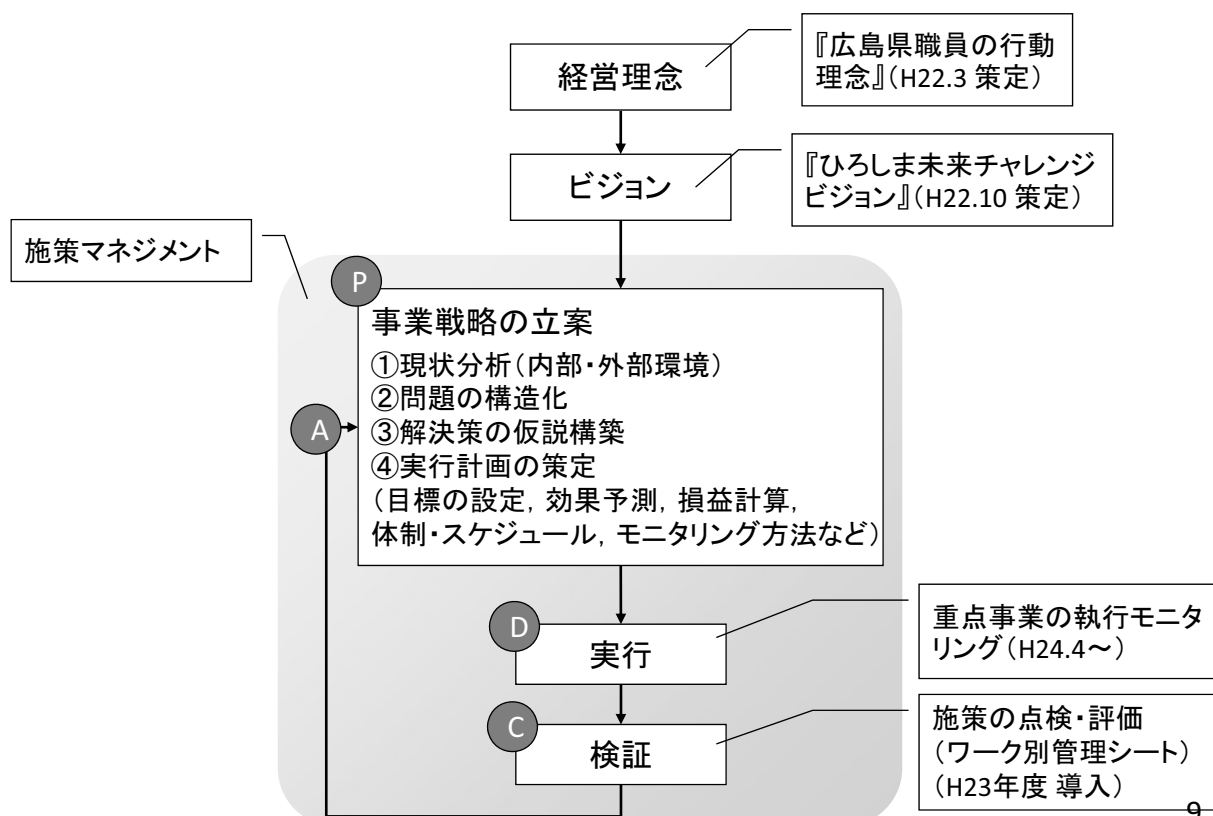 経営理念
『広島県職員の行動
理念』(H22.3 策定)
ビジョン
『ひろしま未来チャレンジ
ビジョン』(H22.10 策定)
施策マネジメント
P
事業戦略の立案
①現状分析(内部・外部環境)
②問題の構造化
③解決策の仮説構築
④実行計画の策定
(目標の設定, 効果予測, 損益計算,
体制・スケジュール, モニタリング方法など)
A
D
実行
重点事業の執行モニタ
リング(H24.4～)
C
検証
施策の点検・評価
(ワーク別管理シート)
(H23年度 導入)
9